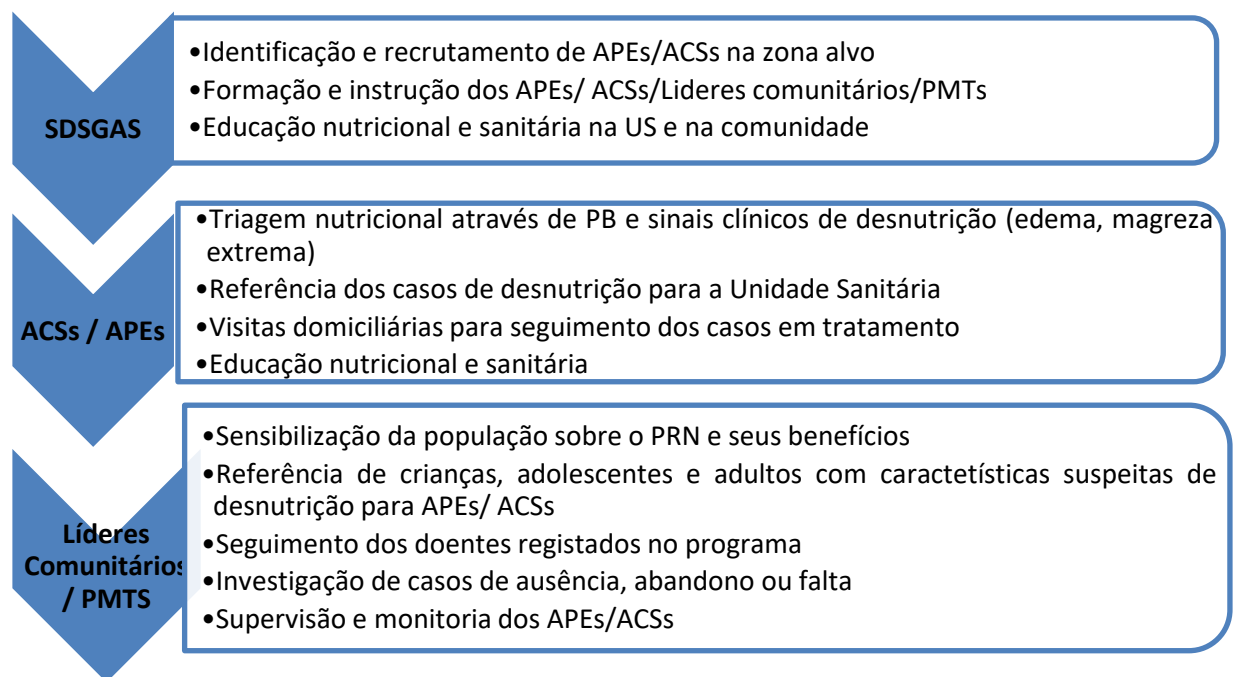 SDSGAS
•Identificação e recrutamento de APEs/ACSs na zona alvo
•Formação e instrução dos APEs/ ACSs/Lideres comunitários/PMTs
•Educação nutricional e sanitária na US e na comunidade
ACSs / APEs
•Triagem nutricional através de PB e sinais clínicos de desnutrição (edema, magreza
extrema)
•Referência dos casos de desnutrição para a Unidade Sanitária
•Visitas domiciliárias para seguimento dos casos em tratamento
•Educação nutricional e sanitária
Líderes
Comunitários
/ PMTS
•Sensibilização da população sobre o PRN e seus benefícios
•Referência de crianças, adolescentes e adultos com caractetísticas suspeitas de
desnutrição para APEs/ ACSs
•Seguimento dos doentes registados no programa
•Investigação de casos de ausência, abandono ou falta
•Supervisão e monitoria dos APEs/ACSs